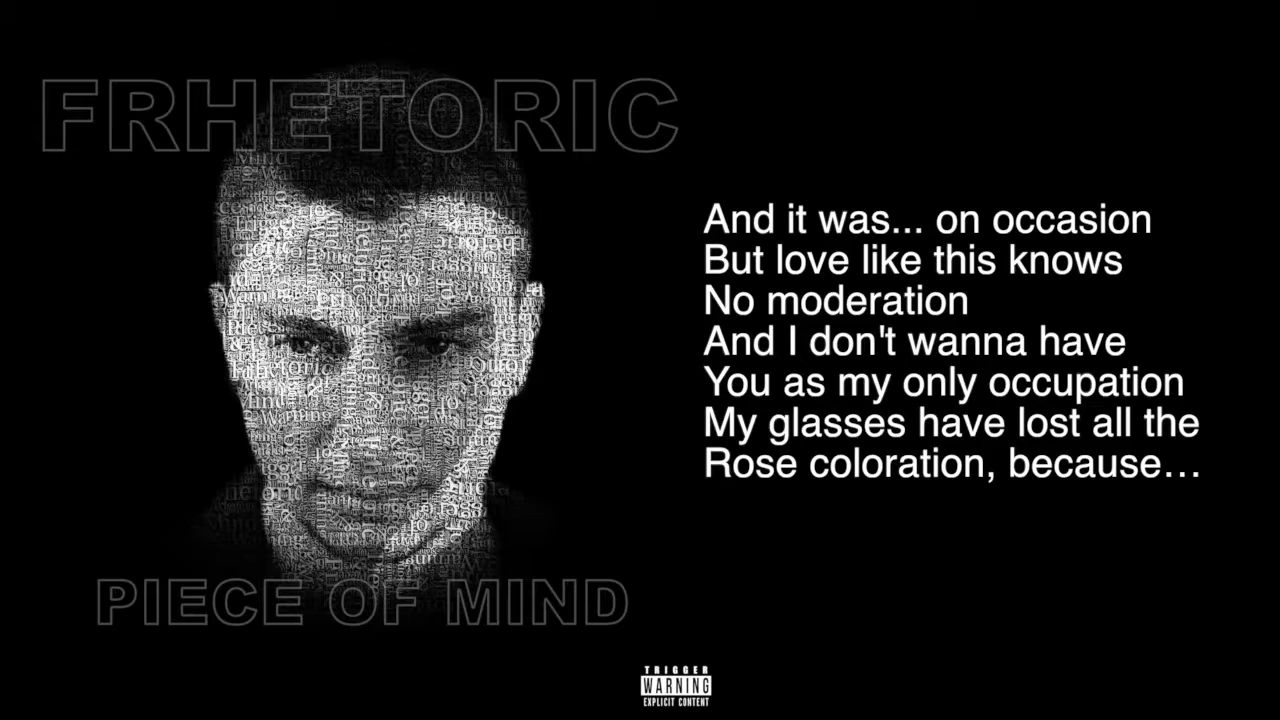 FRHETORIC
And it was... on occasion
But love like this knows
No moderation
And I don't wanna have
You as my only occupation
My glasses have lost all the
Rose coloration, because...
PIECE OF MIND
TRIGGER
WARNING
EXPLICIT CONTENT